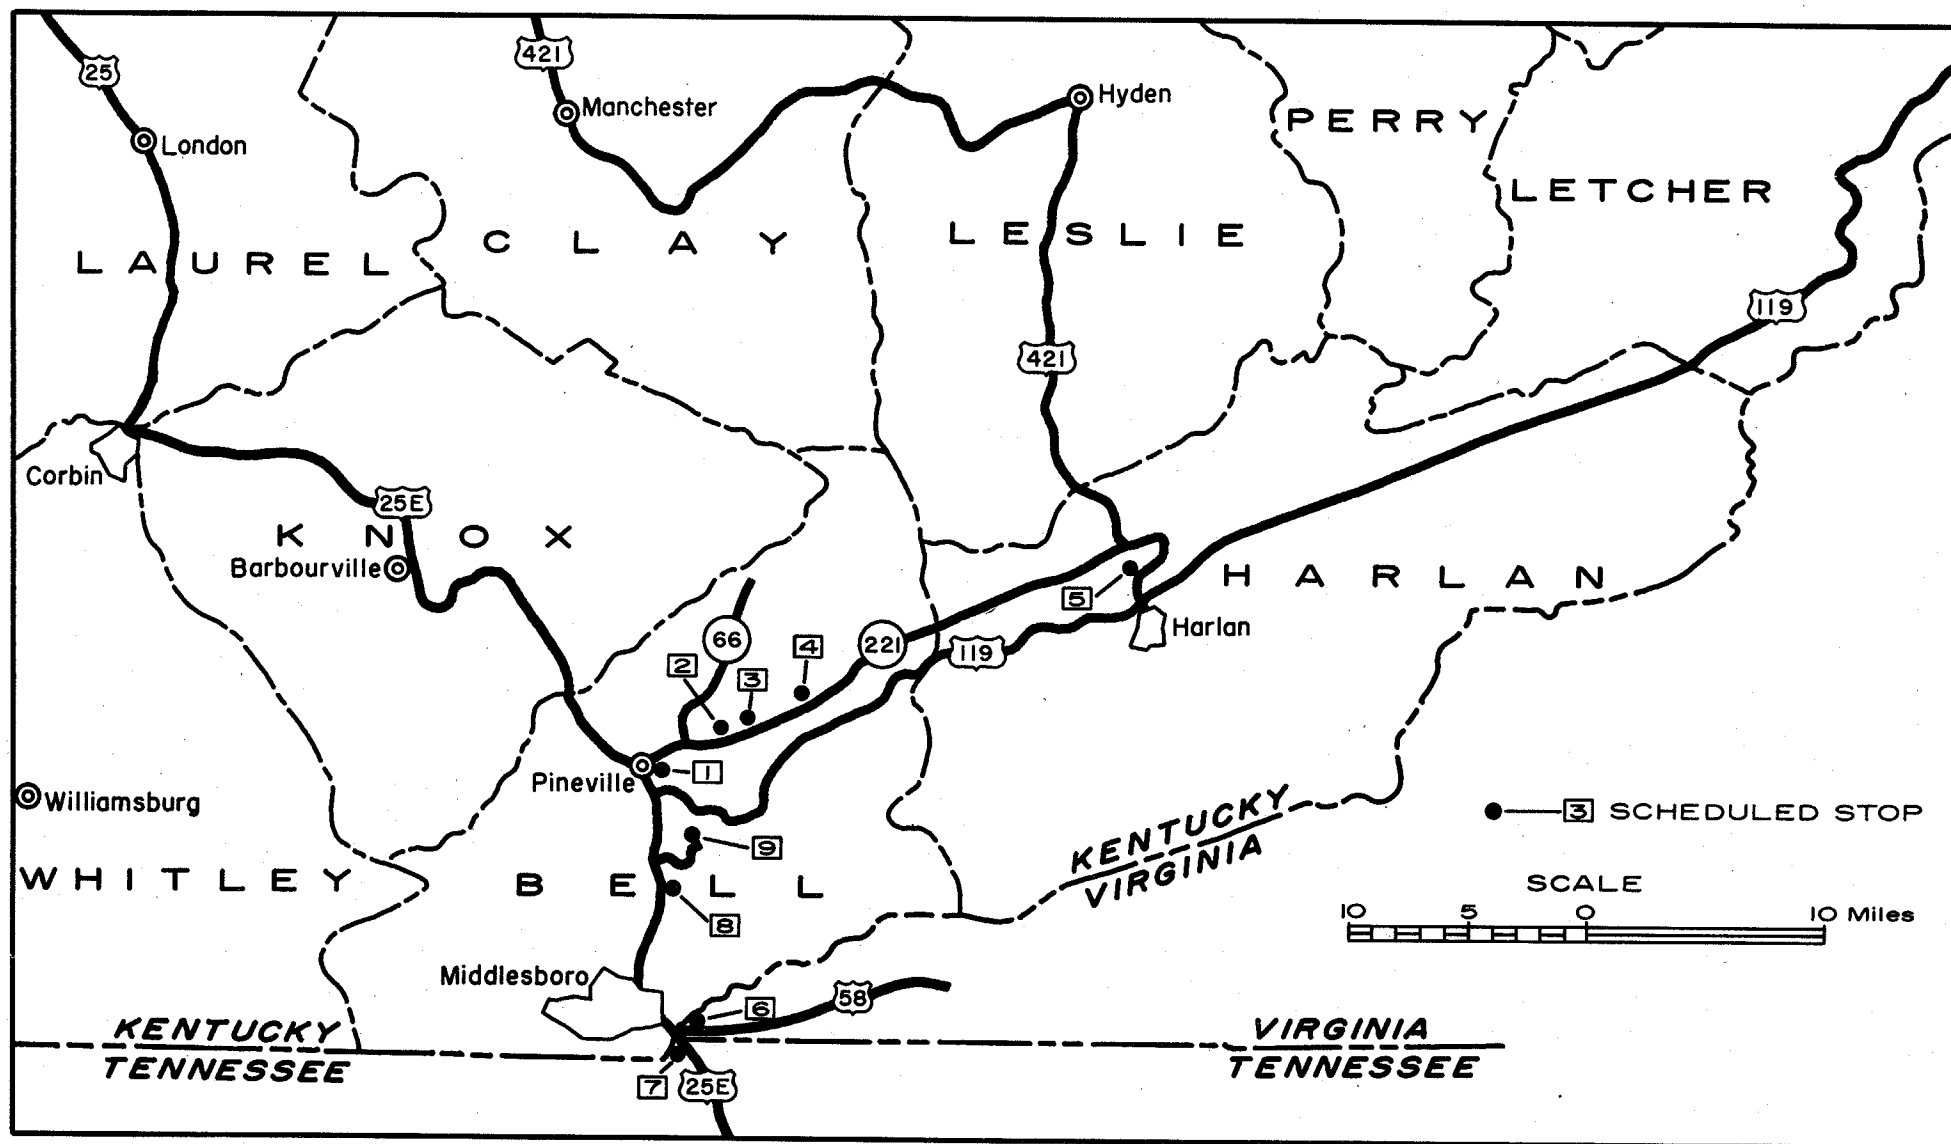 25
421
Manchester
Hyden
London
PERRY
LETCHER
LAUREL
CLAY
LESLIE
119
421
Corbin
25E
KNOX
Barbourville
HARLAN
5
66
221
119
Harlan
2
3
4
Pineville
1
Williamsburg
9
KENTUCKY
VIRGINIA
3 SCHEDULED STOP
WHITLEY
BELL
8
SCALE
10 5 0 10 Miles
Middlesboro
58
6
KENTUCKY
TENNESSEE
VIRGINIA
TENNESSEE
7
25E